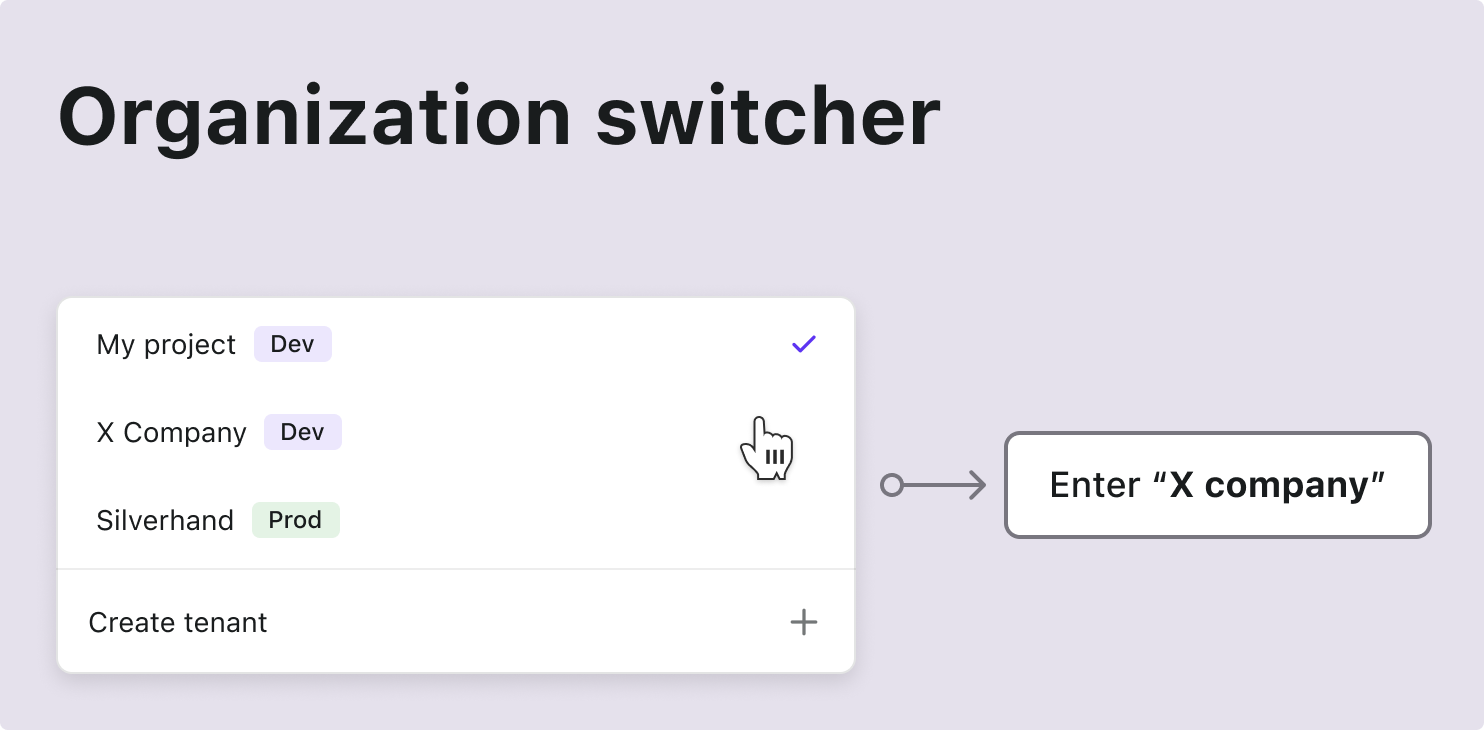 Organization switcher
My project Dev
X Company Dev
Silverhand Prod
Create tenant
Enter “X company”